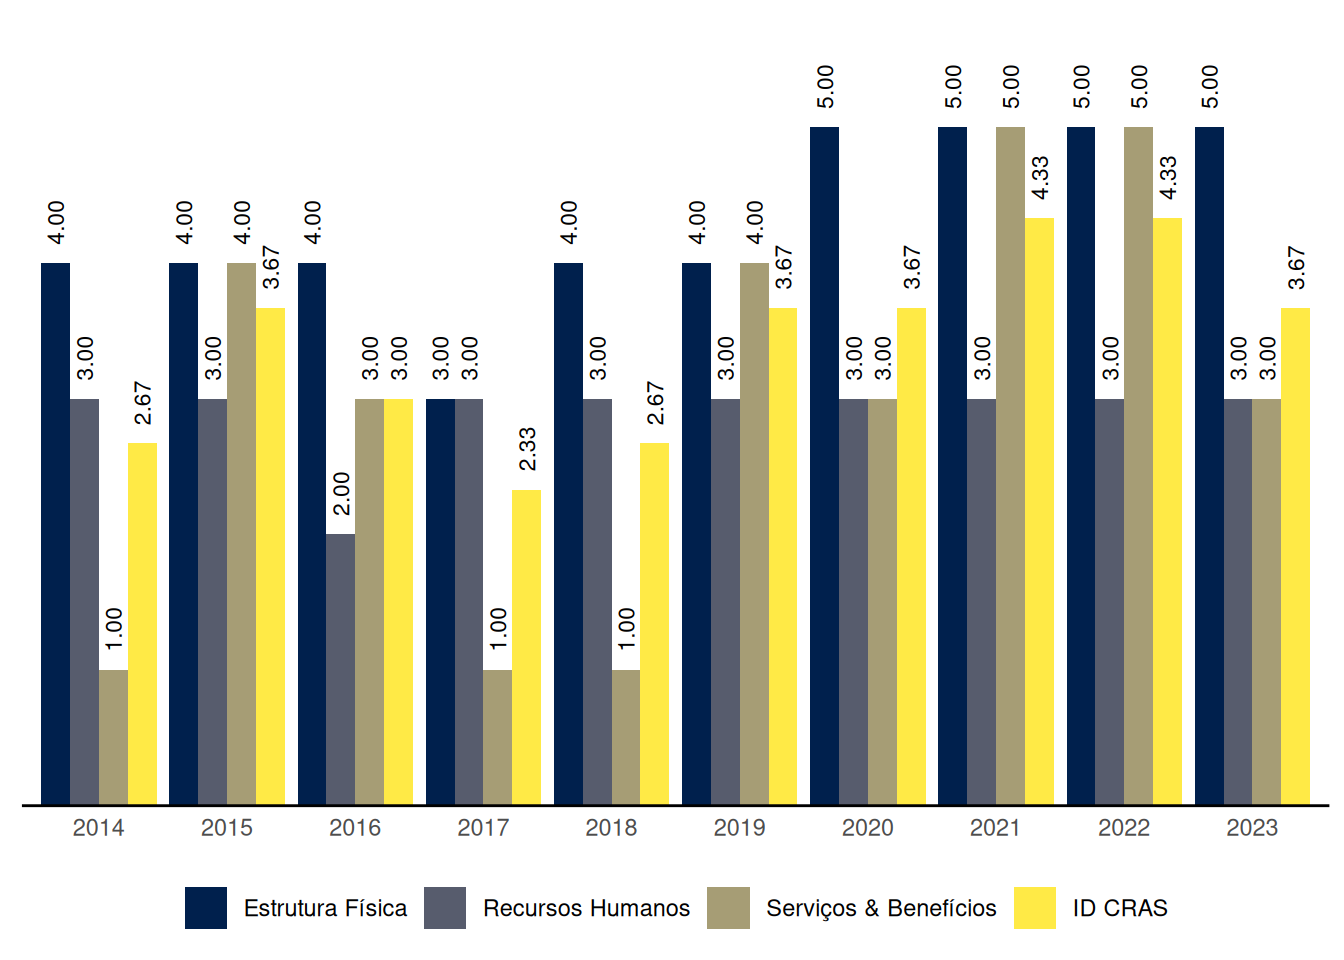 5.00 5.00 5.00 5.00 5.00 5.00
4.33 4.33
4.00 4.00 4.00 4.00 4.00 4.00 4.00
3.67 3.67 3.67 3.67
3.00 3.00 3.00 3.00 3.00 3.00 3.00 3.00 3.00 3.00 3.00 3.00 3.00 3.00
2.67 2.67
2.33
2.00
1.00 1.00 1.00
2014 2015 2016 2017 2018 2019 2020 2021 2022 2023
Estrutura Física Recursos Humanos Serviços & Benefícios ID CRAS